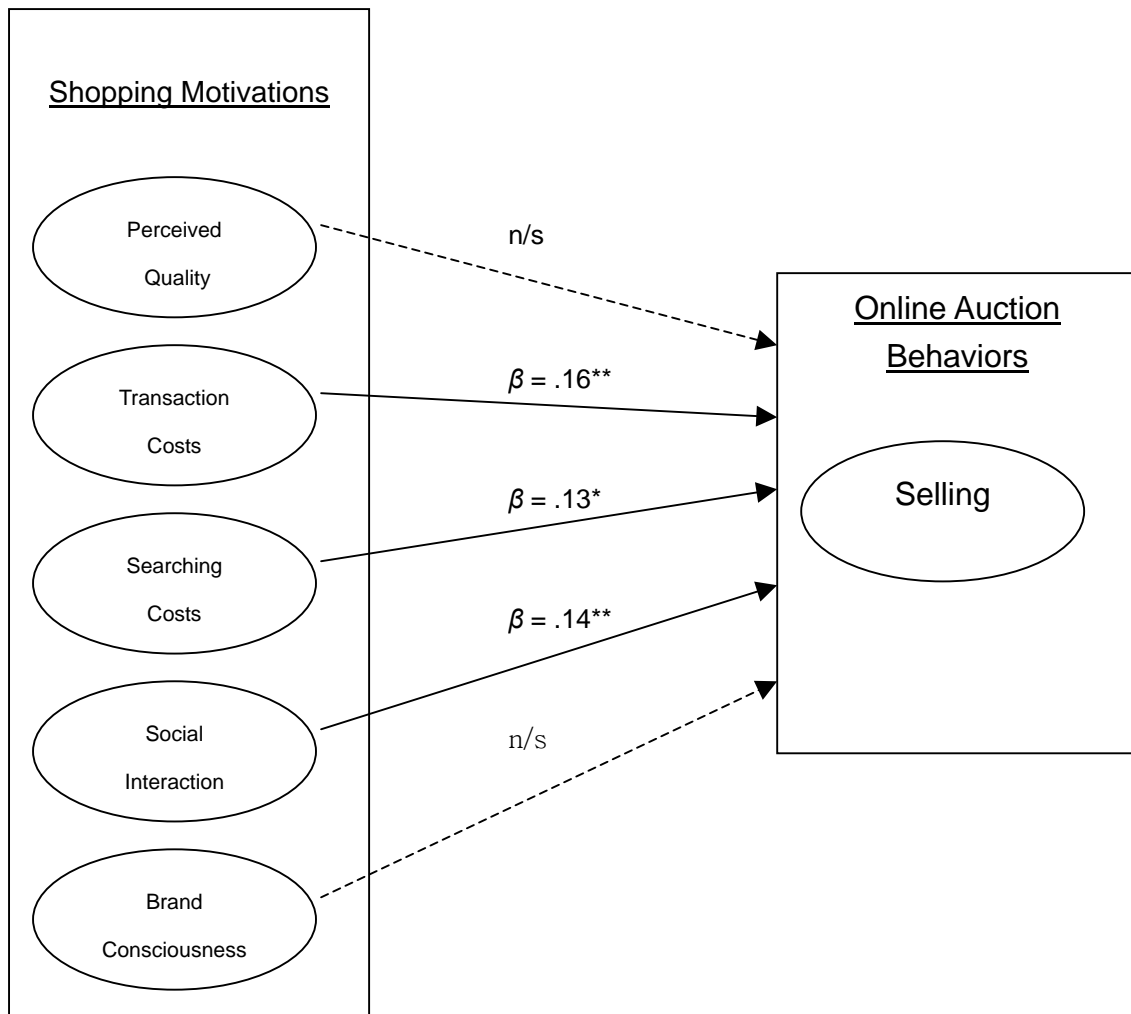 Shopping Motivations
Perceived
Quality
Transaction
Costs
Searching
Costs
Social
Interaction
Brand
Consciousness
n/s
β = .16**
β = .13*
β = .14**
n/s
Online Auction
Behaviors
Selling